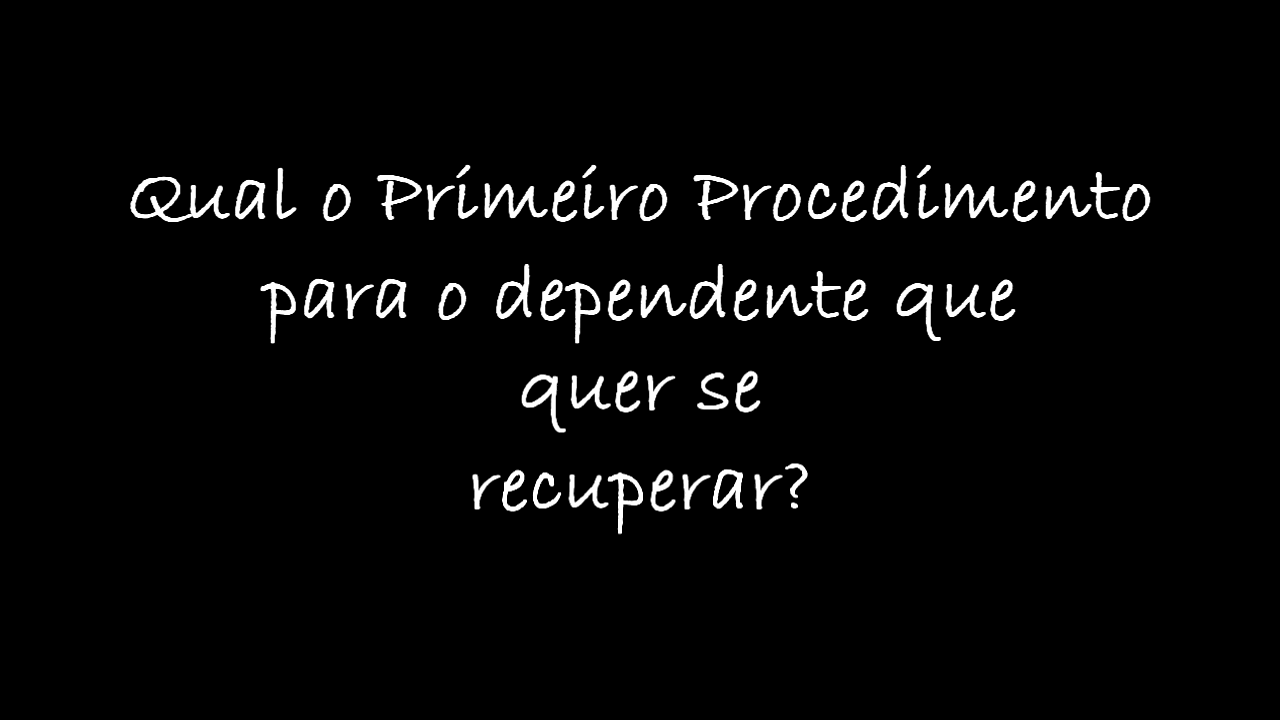 Qual o Primeiro Procedimento
para o dependente que
quer se
recuperar?